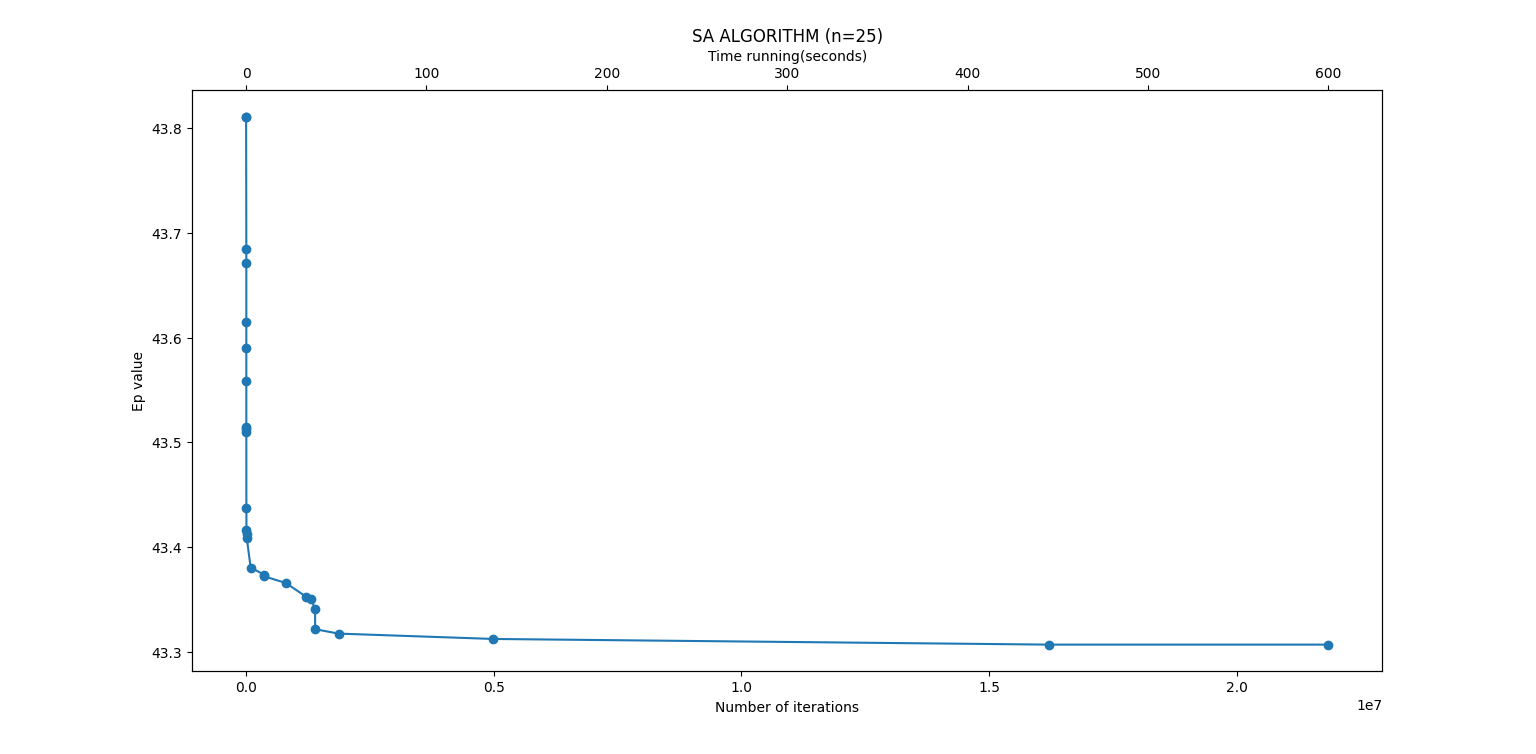 SA ALGORITHM (n=25)
Time running(seconds)
0 100 200 300 400 500 600
43.8
43.7
43.6
43.5
43.4
43.3
Ep value
0.0 0.5 1.0 1.5 2.0
1e7
Number of iterations